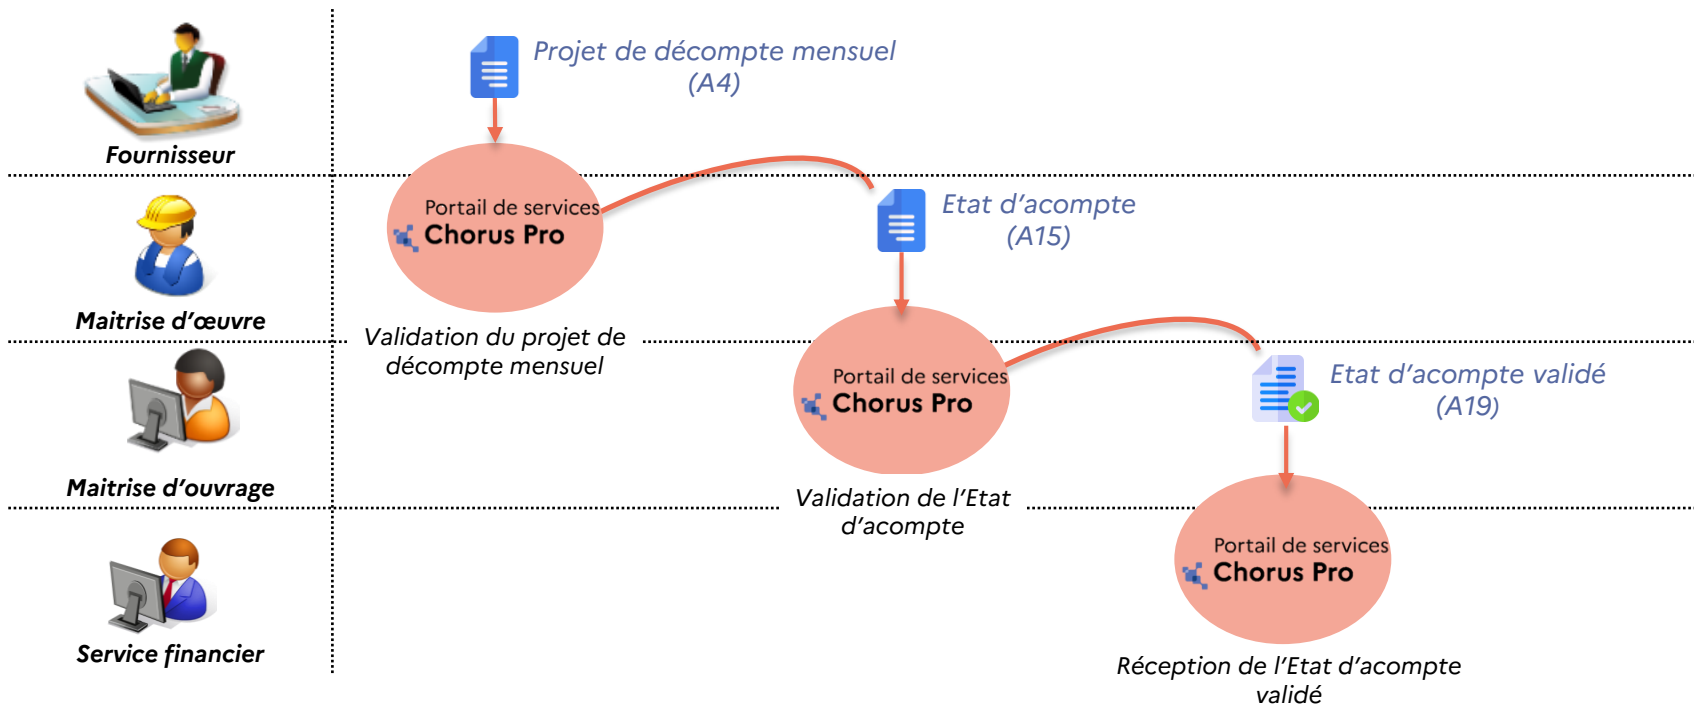 Projet de décompte mensuel
(A4)
Fournisseur
Portail de services
Chorus Pro
Etat d’acompte
(A15)
Maitrise d’œuvre
Validation du projet de
décompte mensuel
Portail de services
Chorus Pro
Etat d’acompte validé
(A19)
Maitrise d’ouvrage
Validation de l’Etat
d’acompte
Portail de services
Chorus Pro
Service financier
Réception de l’Etat d’acompte
validé